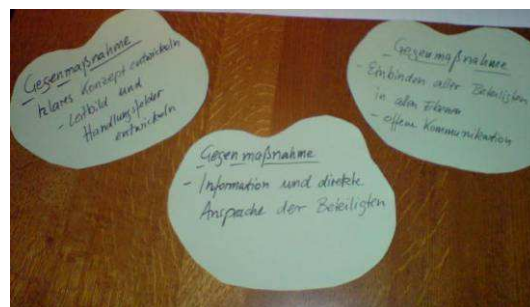 Gegenmaßnahme
klares Konzept entwickeln
- Leitbild und
Handlungsfelder
entwickeln
Gegenmaßnahme
- Einbinden aller Beteiligten
in allen Ebenen
- offene Kommunikation
Gegenmaßnahme
- Information und direkte
Ansprache der Beteiligten